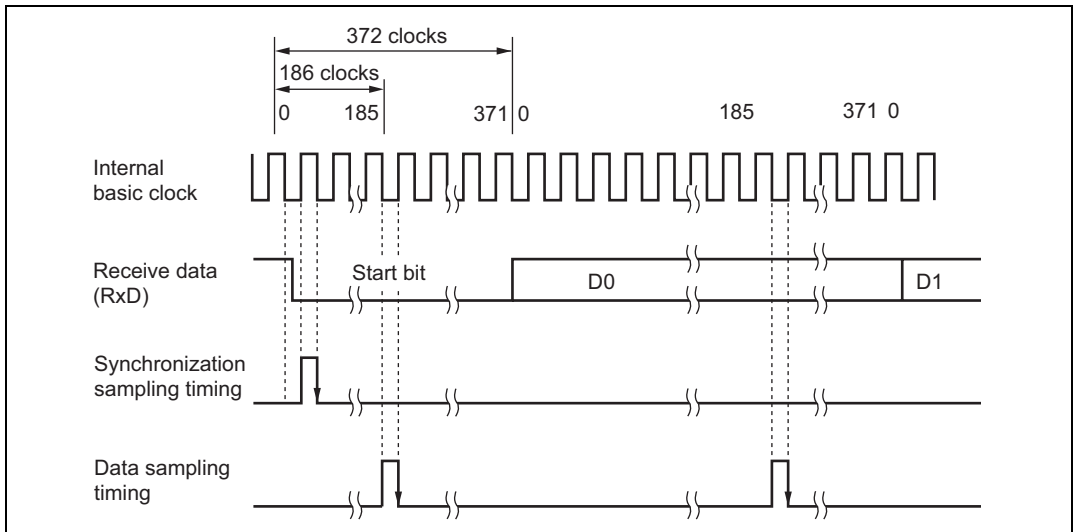 372 clocks
186 clocks
0 185 371 0 185 371 0
Internal
basic clock
Receive data
(RxD)
Start bit D0 D1
Synchronization
sampling timing
Data sampling
timing